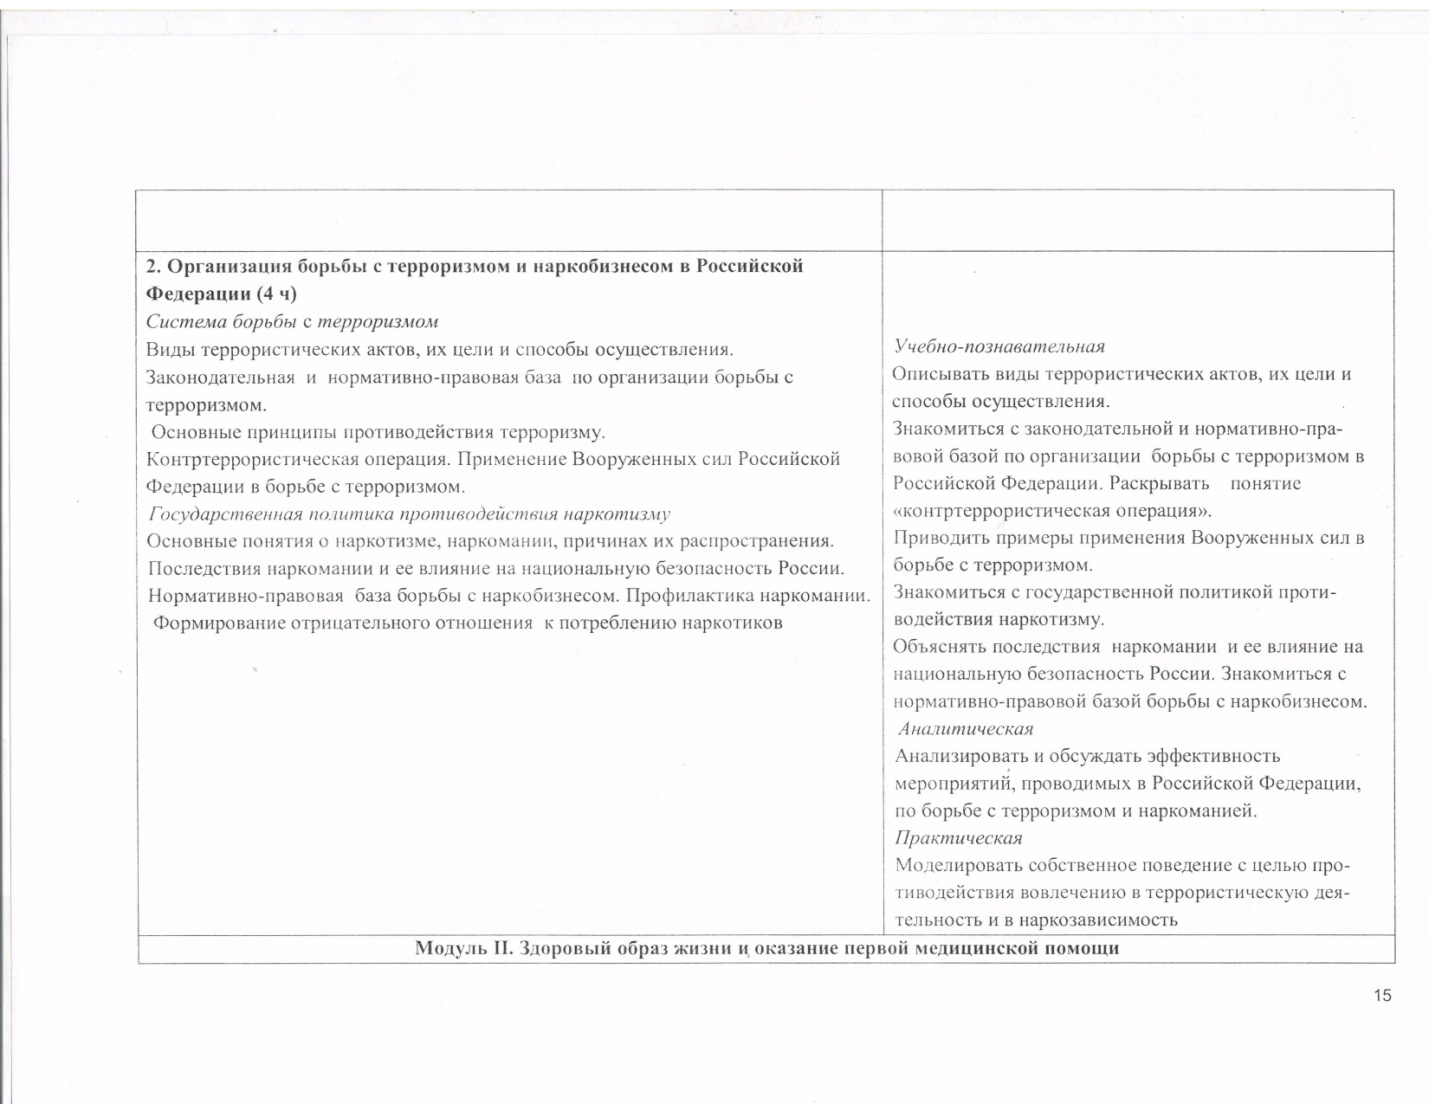 2. Организация борьбы с терроризмом и наркобизнесом в Российской
Федерации (4 ч)
Система борьбы с терроризмом
Виды террористических актов, их цели и способы осуществления.
Законодательная и нормативно-правовая база по организации борьбы с
терроризмом.
Основные принципы противодействия терроризму.
Контртеррористическая операция. Применение Вооруженных сил Российской
Федерации в борьбе с терроризмом.
Государственная политика противодействия наркотизму
Основные понятия о наркотизме, наркомании, причинах их распространения.
Последствия наркомании и ее влияние на национальную безопасность России.
Нормативно-правовая база борьбы с наркобизнесом. Профилактика наркомании.
Формирование отрицательного отношения к потреблению наркотиков
Учебно-познавательная
Описывать виды террористических актов, их цели и
способы осуществления.
Знакомиться с законодательной и нормативно-пра-
вовой базой по организации борьбы с терроризмом в
Российской Федерации. Раскрывать понятие
«контртеррористическая операция».
Приводить примеры применения Вооруженных сил в
борьбе с терроризмом.
Знакомиться с государственной политикой проти-
водействия наркотизму.
Объяснять последствия наркомании и ее влияние на
национальную безопасность России. Знакомиться с
нормативно-правовой базой борьбы с наркобизнесом.
Аналитическая
Анализировать и обсуждать эффективность
мероприятий, проводимых в Российской Федерации,
по борьбе с терроризмом и наркоманией.
Практическая
Моделировать собственное поведение с целью про-
тиводействия вовлечению в террористическую дея-
тельность и в наркозависимость
Модуль II. Здоровый образ жизни и оказание первой медицинской помощи
15